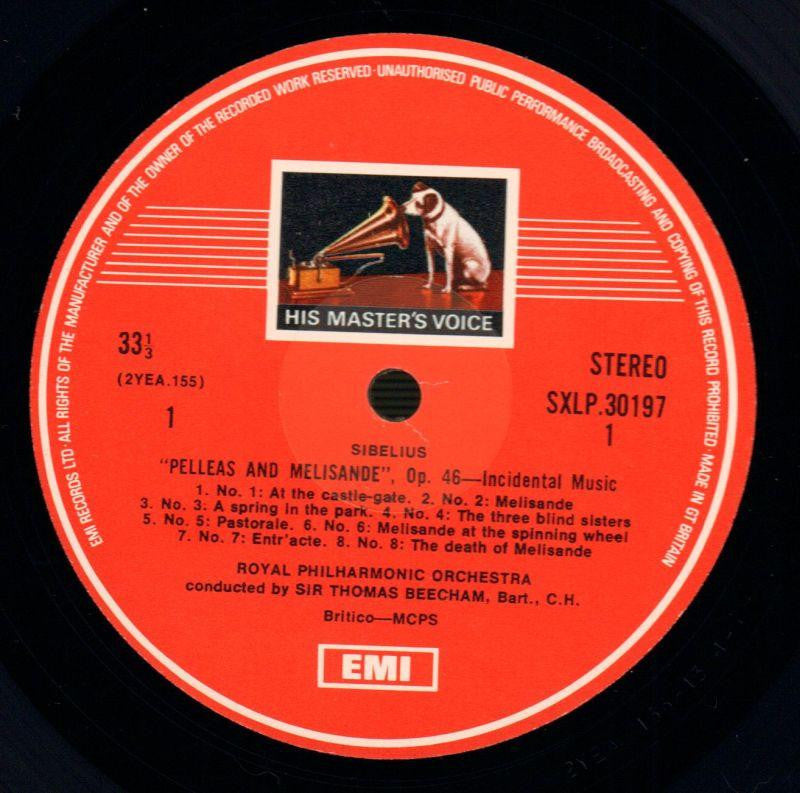 EMI RECORDS LTD·ALL RIGHTS OF THE MANUFACTURER AND OF THE OWNER OF THE RECORDED WORK RESERVED·UNAUTHORISED PUBLIC PERFORMANCE BROADCASTING AND COPYING OF THIS RECORD PROHIBITED·MADE IN GT BRITAIN
HIS MASTER'S VOICE
33⅓
(2YEA.155)
1
STEREO
SXLP.30197
1
SIBELIUS
"PELLEAS AND MELISANDE", Op. 46—Incidental Music
1. No. 1: At the castle-gate. 2. No. 2: Melisande
3. No. 3: A spring in the park. 4. No. 4: The three blind sisters
5. No. 5: Pastorale. 6. No. 6: Melisande at the spinning wheel
7. No. 7: Entr'acte. 8. No. 8: The death of Melisande
ROYAL PHILHARMONIC ORCHESTRA
conducted by SIR THOMAS BEECHAM, Bart., C.H.
Britico—MCPS
EMI